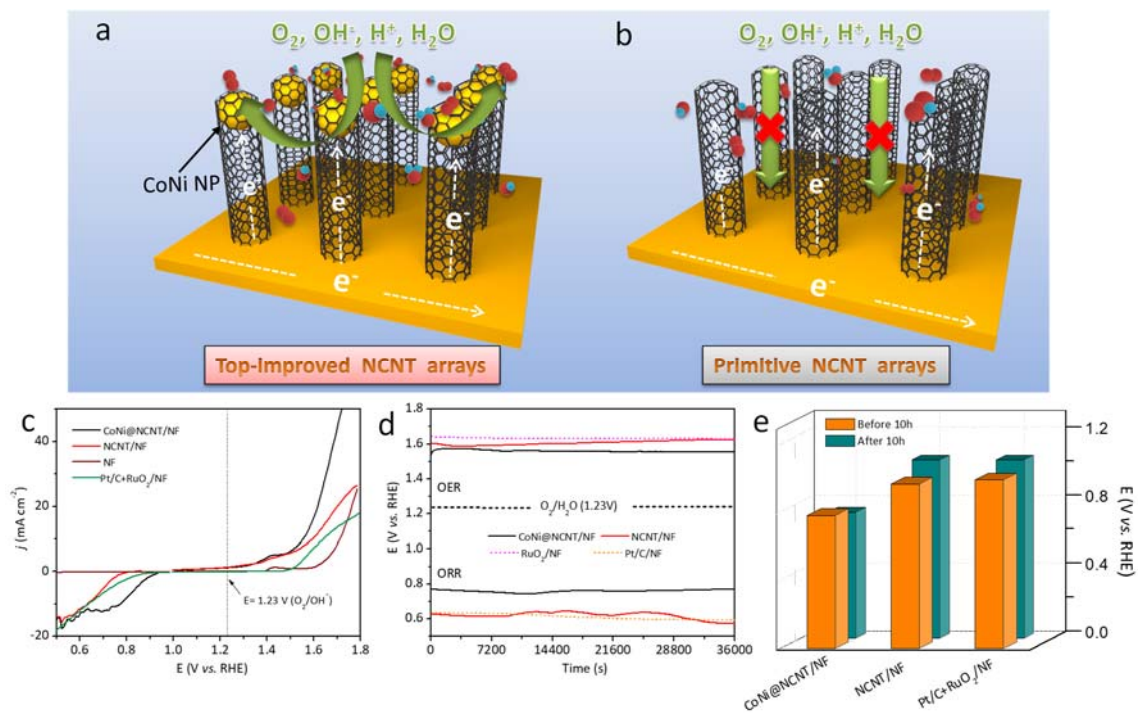 a
O₂, OH⁻, H⁺, H₂O
CoNi NP
e⁻
e⁻
e⁻
e⁻
Top-improved NCNT arrays
b
O₂, OH⁻, H⁺, H₂O
e⁻
e⁻
e⁻
e⁻
Primitive NCNT arrays
c
CoNi@NCNT/NF
NCNT/NF
NF
Pt/C+RuO₂/NF
40
20
0
-20
j (mA cm⁻²)
E= 1.23 V (O₂/OH⁻)
0.6 0.8 1.0 1.2 1.4 1.6 1.8
E (V vs. RHE)
d
1.8
1.6
1.4
1.2
1.0
0.8
0.6
E (V vs. RHE)
OER
O₂/H₂O (1.23V)
CoNi@NCNT/NF NCNT/NF
RuO₂/NF Pt/C/NF
ORR
0 7200 14400 21600 28800 36000
Time (s)
e
Before 10h
After 10h
1.2
0.8
0.4
0.0
E (V vs. RHE)
CoNi@NCNT/NF
NCNT/NF
Pt/C+RuO₂/NF